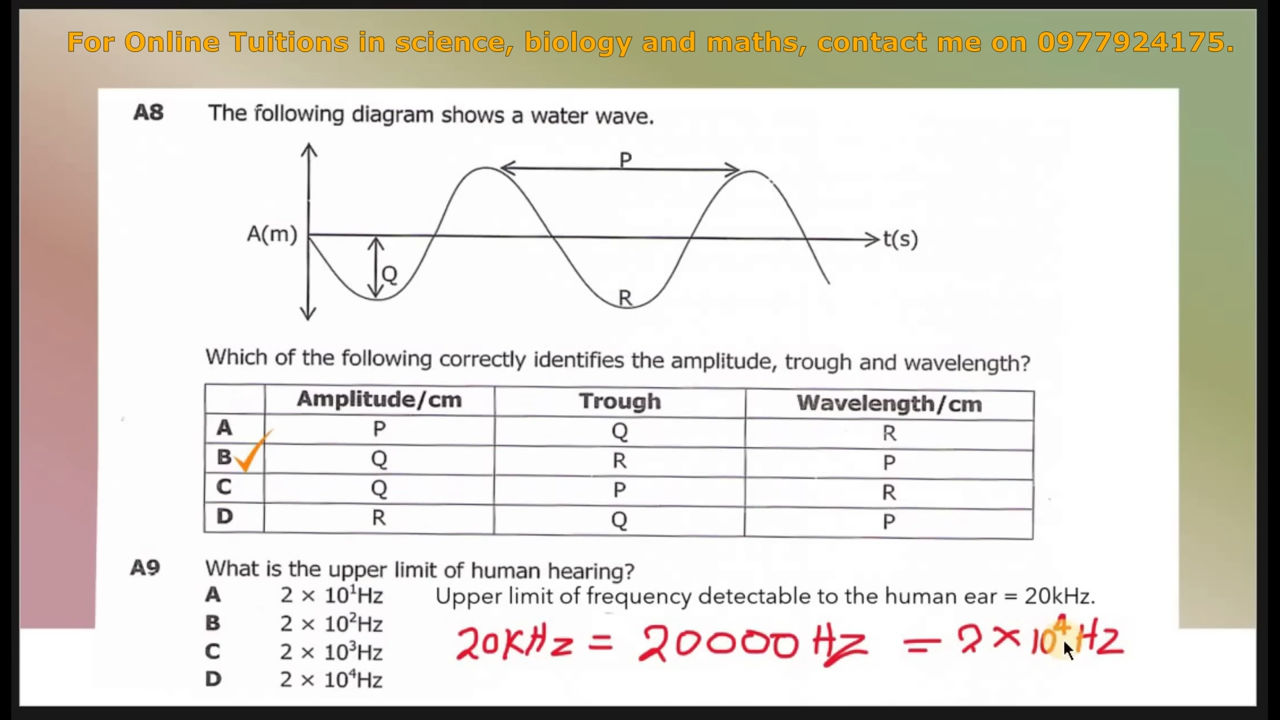 For Online Tuitions in science, biology and maths, contact me on 0977924175.
A8 The following diagram shows a water wave.
P
A(m)
t(s)
Q
R
Which of the following correctly identifies the amplitude, trough and wavelength?
Amplitude/cm Trough Wavelength/cm
A P Q R
B Q R P
C Q P R
D R Q P
A9 What is the upper limit of human hearing?
A 2 × 10¹Hz Upper limit of frequency detectable to the human ear = 20kHz.
B 2 × 10²Hz
20KHz = 20000 Hz = 2 × 10⁴ Hz
C 2 × 10³Hz
D 2 × 10⁴Hz